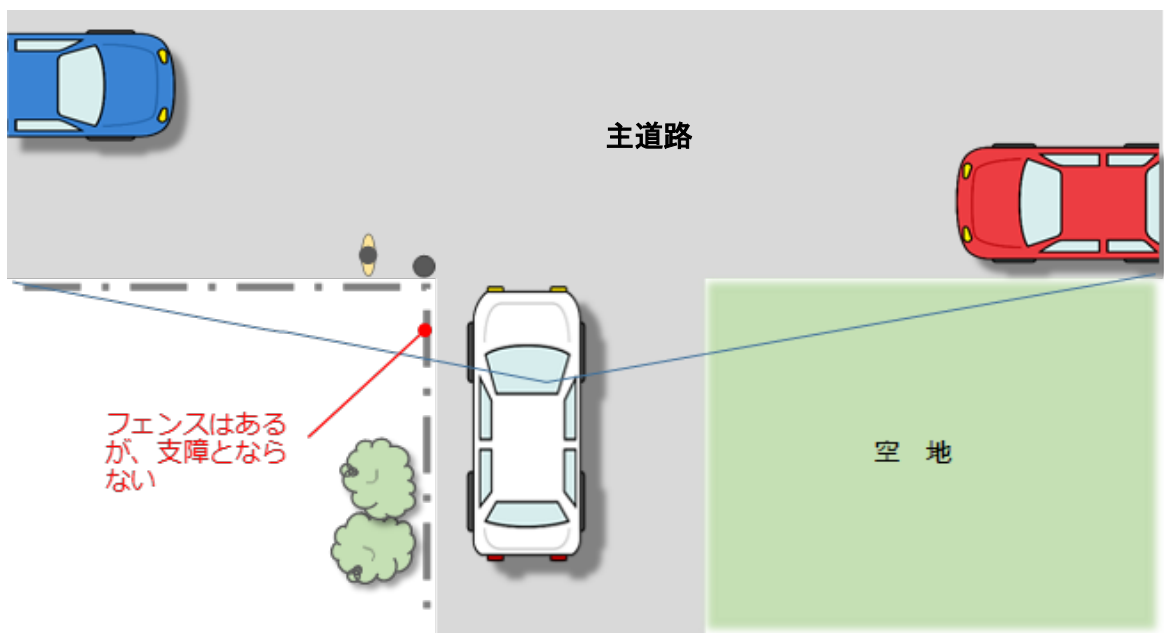 主道路
フェンスはある
が、支障となら
ない
空 地